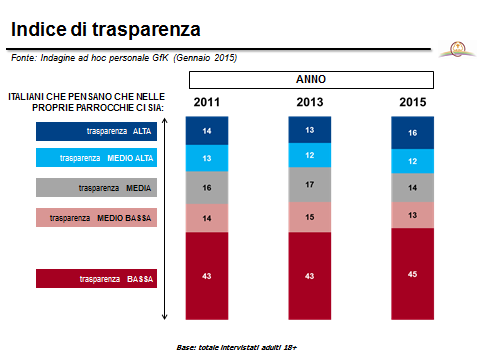 Indice di trasparenza
Fonte: Indagine ad hoc personale GfK (Gennaio 2015)
ANNO
ITALIANI CHE PENSANO CHE NELLE
PROPRIE PARROCCHIE CI SIA:
2011 2013 2015
trasparenza ALTA 14 13 16
trasparenza MEDIO ALTA 13 12 12
trasparenza MEDIA 16 17 14
trasparenza MEDIO BASSA 14 15 13
trasparenza BASSA 43 43 45
Base: totale intervistati adulti 18+